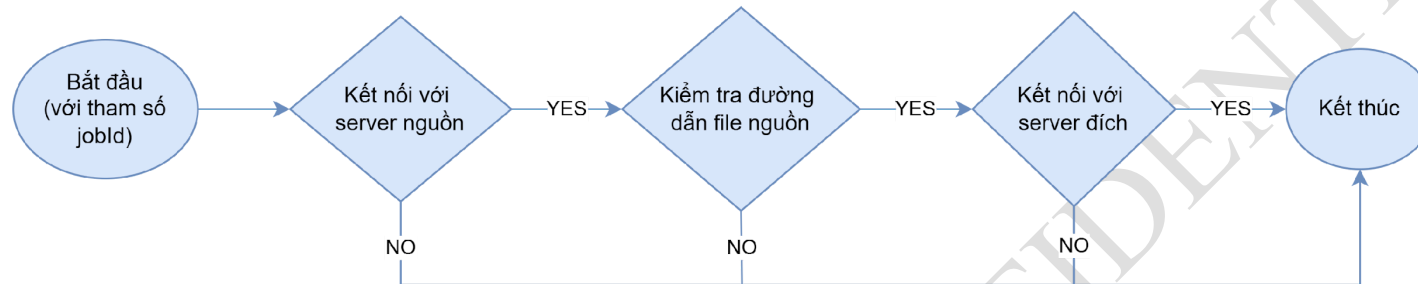 Bắt đầu
(với tham số
jobId)
Kết nối với
server nguồn
YES
Kiểm tra đường
dẫn file nguồn
YES
Kết nối với
server đích
YES
Kết thúc
NO
NO
NO